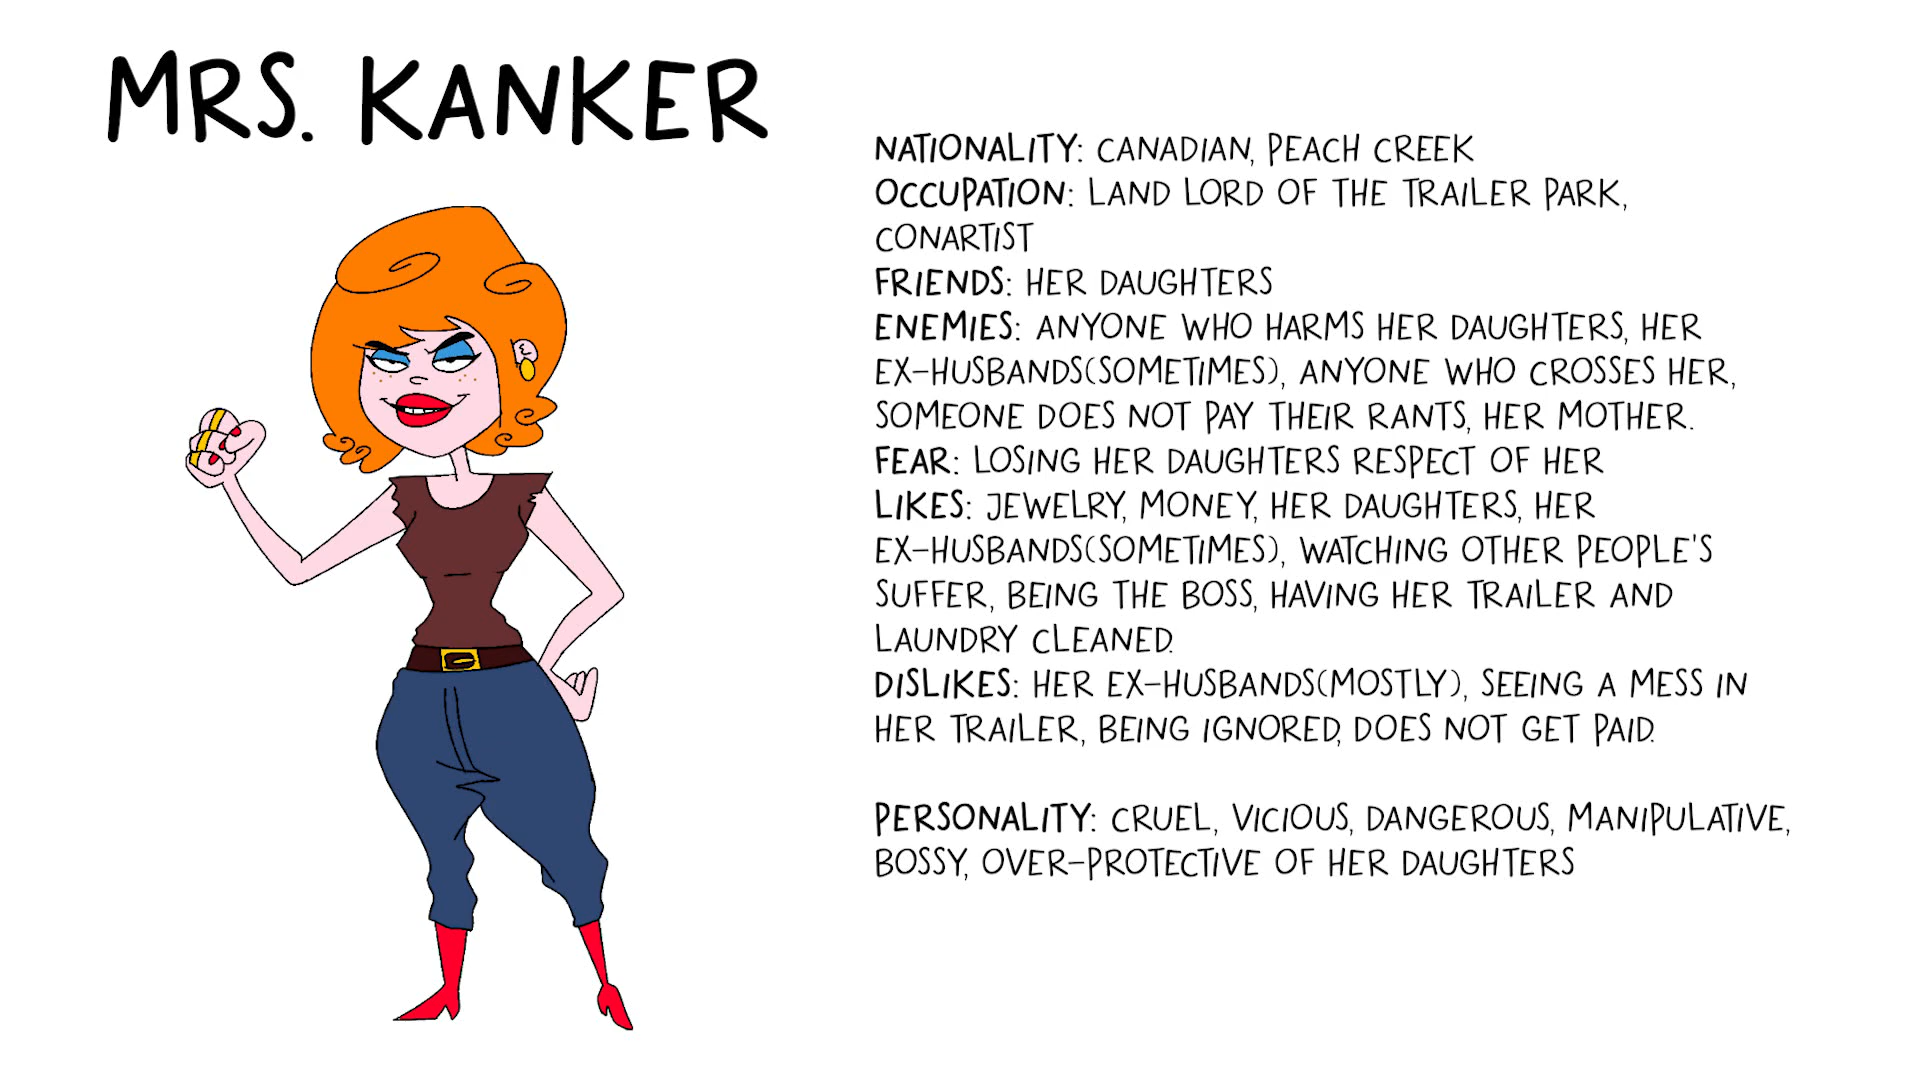 MRS. KANKER
NATIONALITY: CANADIAN, PEACH CREEK
OCCUPATION: LAND LORD OF THE TRAILER PARK,
CONARTIST
FRIENDS: HER DAUGHTERS
ENEMIES: ANYONE WHO HARMS HER DAUGHTERS, HER
EX-HUSBANDS(SOMETIMES), ANYONE WHO CROSSES HER,
SOMEONE DOES NOT PAY THEIR RANTS, HER MOTHER.
FEAR: LOSING HER DAUGHTERS RESPECT OF HER
LIKES: JEWELRY, MONEY, HER DAUGHTERS, HER
EX-HUSBANDS(SOMETIMES), WATCHING OTHER PEOPLE'S
SUFFER, BEING THE BOSS, HAVING HER TRAILER AND
LAUNDRY CLEANED.
DISLIKES: HER EX-HUSBANDS(MOSTLY), SEEING A MESS IN
HER TRAILER, BEING IGNORED, DOES NOT GET PAID.
PERSONALITY: CRUEL, VICIOUS, DANGEROUS, MANIPULATIVE,
BOSSY, OVER-PROTECTIVE OF HER DAUGHTERS